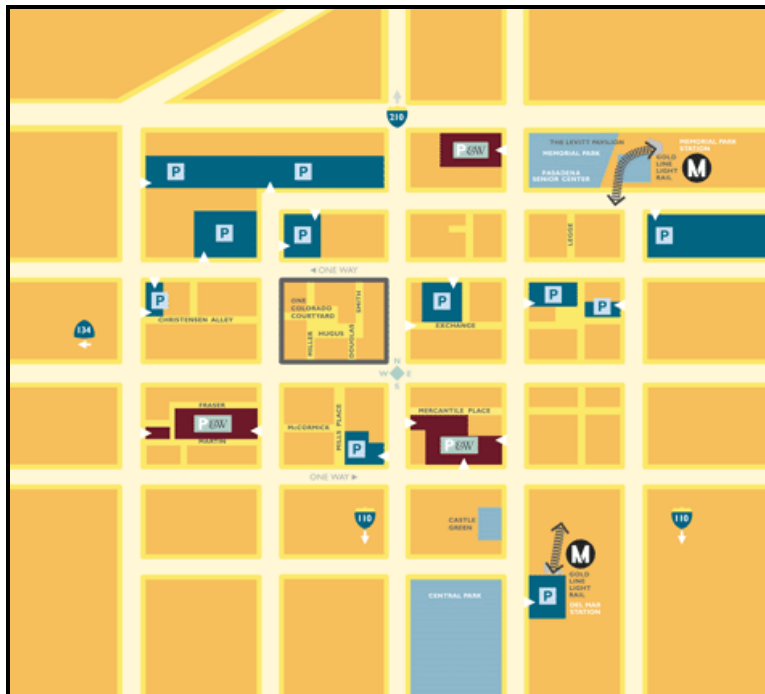 210
P&W
THE LEVITT PAVILION
MEMORIAL PARK
PASADENA
SENIOR CENTER
MEMORIAL PARK
STATION
GOLD
LINE
LIGHT
RAIL
M
P
P
P
P
LEGGE
P
◄ ONE WAY
P
CHRISTENSEN ALLEY
134
ONE
COLORADO
COURTYARD
SMITH
HUGUS
MILLER
DOUGLAS
P
EXCHANGE
P
P
N
W
E
S
FRASER
P&W
MARTIN
McCORMICK
MILLS PLACE
P
MERCANTILE PLACE
P&W
ONE WAY ►
110
CASTLE
GREEN
110
M
GOLD
LINE
LIGHT
RAIL
DEL MAR
STATION
P
CENTRAL PARK